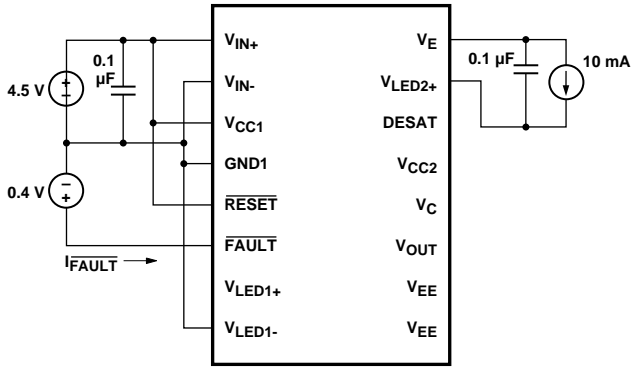 V_IN+ V_E
0.1 µF 0.1 µF 10 mA
4.5 V V_IN- V_LED2+
+
−
V_CC1 DESAT
GND1 V_CC2
0.4 V
−
+
RESET V_C
FAULT V_OUT
I_FAULT
V_LED1+ V_EE
V_LED1- V_EE